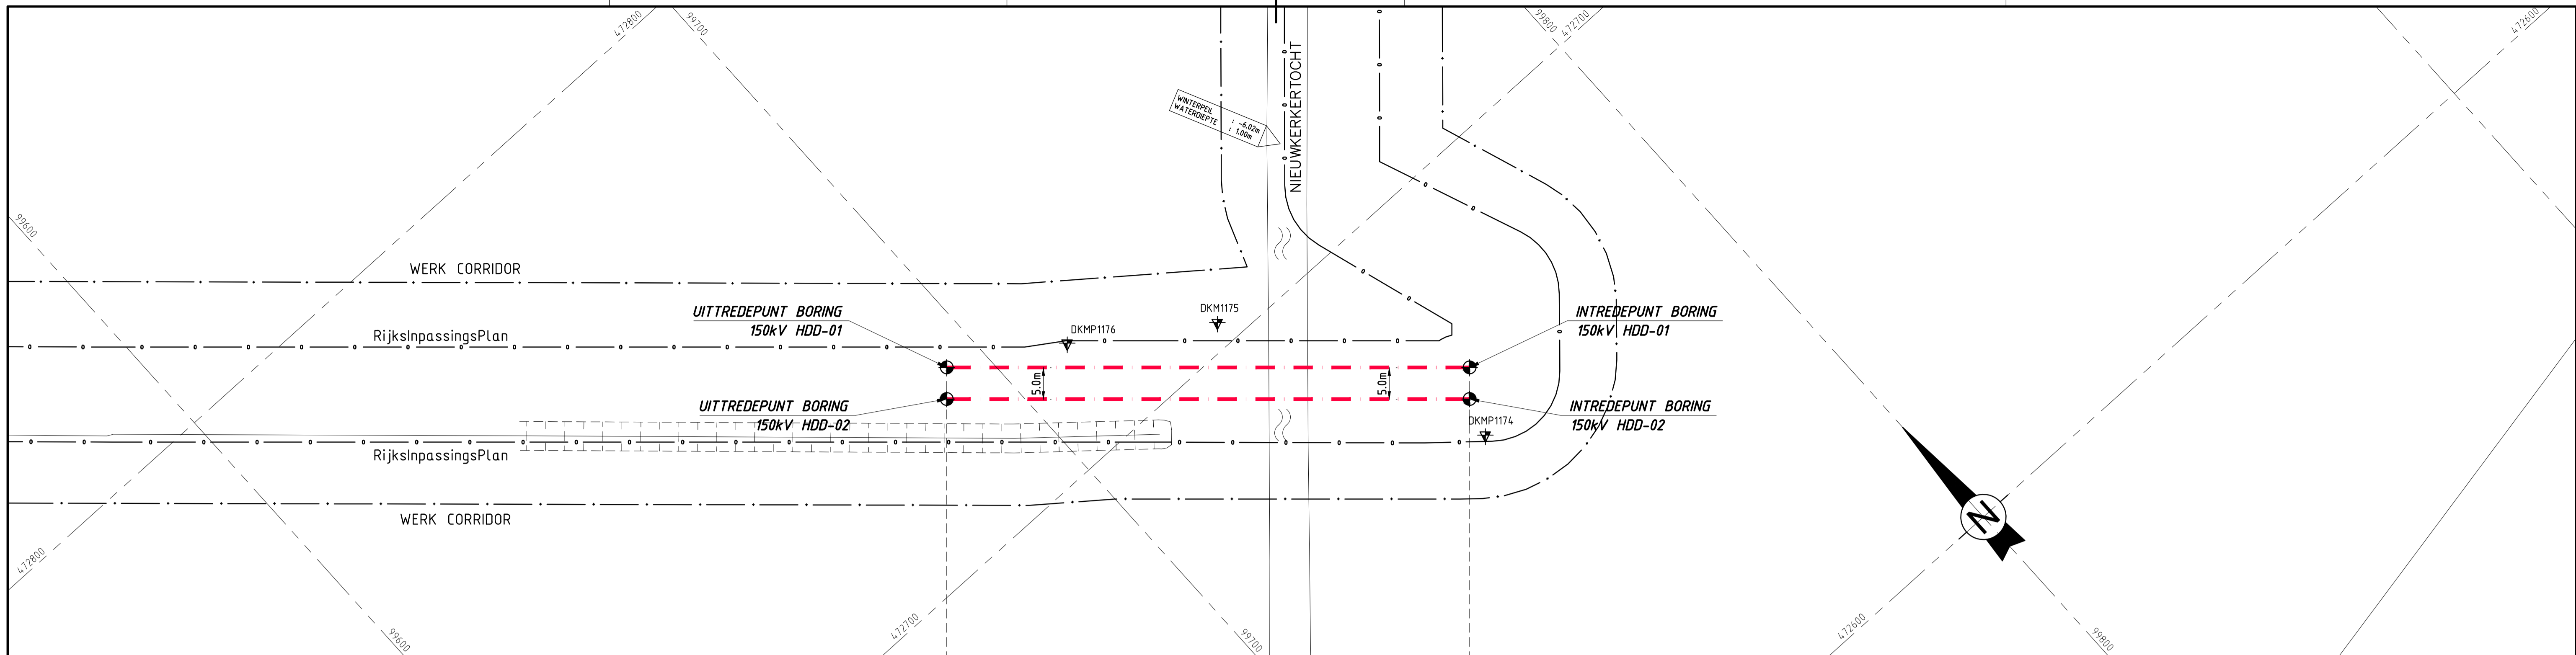 472800
99700
99800
472700
472600
NIEUWKERKERTOCHT
WINTERPEIL : -6.02m
WATERDIEPTE : 1.00m
99600
WERK CORRIDOR
UITTREDEPUNT BORING
150kV HDD-01
DKM1175
INTREDEPUNT BORING
150kV HDD-01
RijksInpassingsPlan
DKMP1176
5.0m
5.0m
UITTREDEPUNT BORING
150kV HDD-02
INTREDEPUNT BORING
150kV HDD-02
DKMP1174
RijksInpassingsPlan
WERK CORRIDOR
N
472800
99600
472700
99700
472600
99800